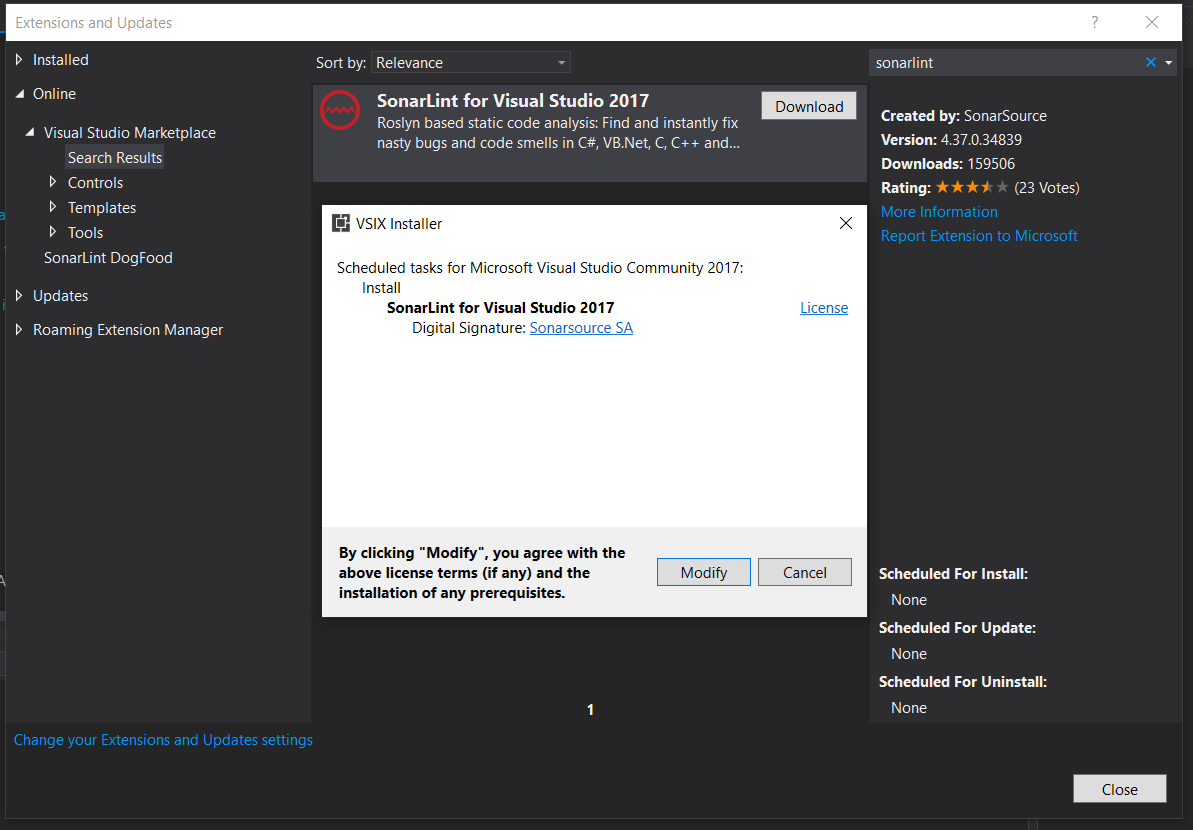 Extensions and Updates
?
Installed
Online
Visual Studio Marketplace
Search Results
Controls
Templates
Tools
SonarLint DogFood
Updates
Roaming Extension Manager
Change your Extensions and Updates settings
Sort by: Relevance
SonarLint for Visual Studio 2017
Download
Roslyn based static code analysis: Find and instantly fix
nasty bugs and code smells in C#, VB.Net, C, C++ and...
VSIX Installer
Scheduled tasks for Microsoft Visual Studio Community 2017:
Install
SonarLint for Visual Studio 2017
License
Digital Signature: Sonarsource SA
By clicking "Modify", you agree with the
above license terms (if any) and the
installation of any prerequisites.
Modify
Cancel
1
sonarlint
Created by: SonarSource
Version: 4.37.0.34839
Downloads: 159506
Rating: (23 Votes)
More Information
Report Extension to Microsoft
Scheduled For Install:
None
Scheduled For Update:
None
Scheduled For Uninstall:
None
Close